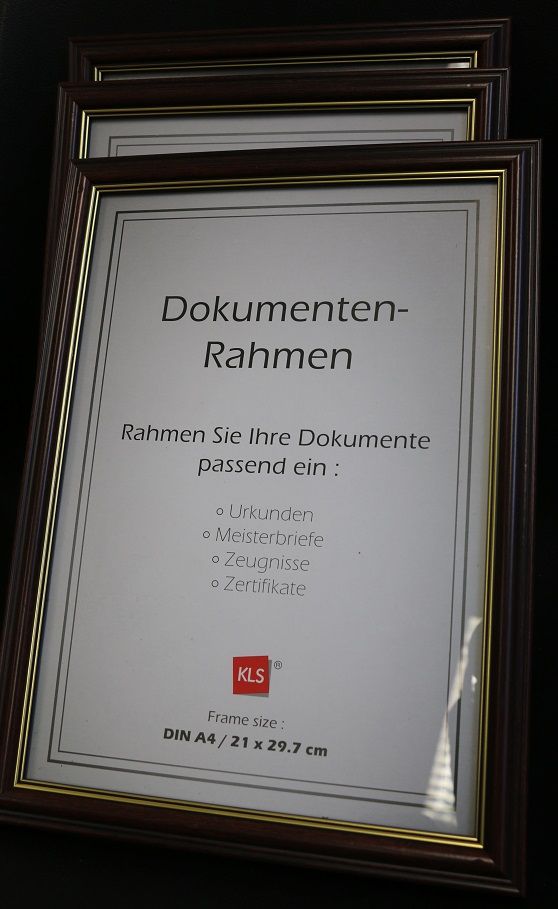 Dokumenten-
Rahmen
Rahmen Sie Ihre Dokumente
passend ein :
∘ Urkunden
∘ Meisterbriefe
∘ Zeugnisse
∘ Zertifikate
KLS ®
Frame size :
DIN A4 / 21 x 29.7 cm